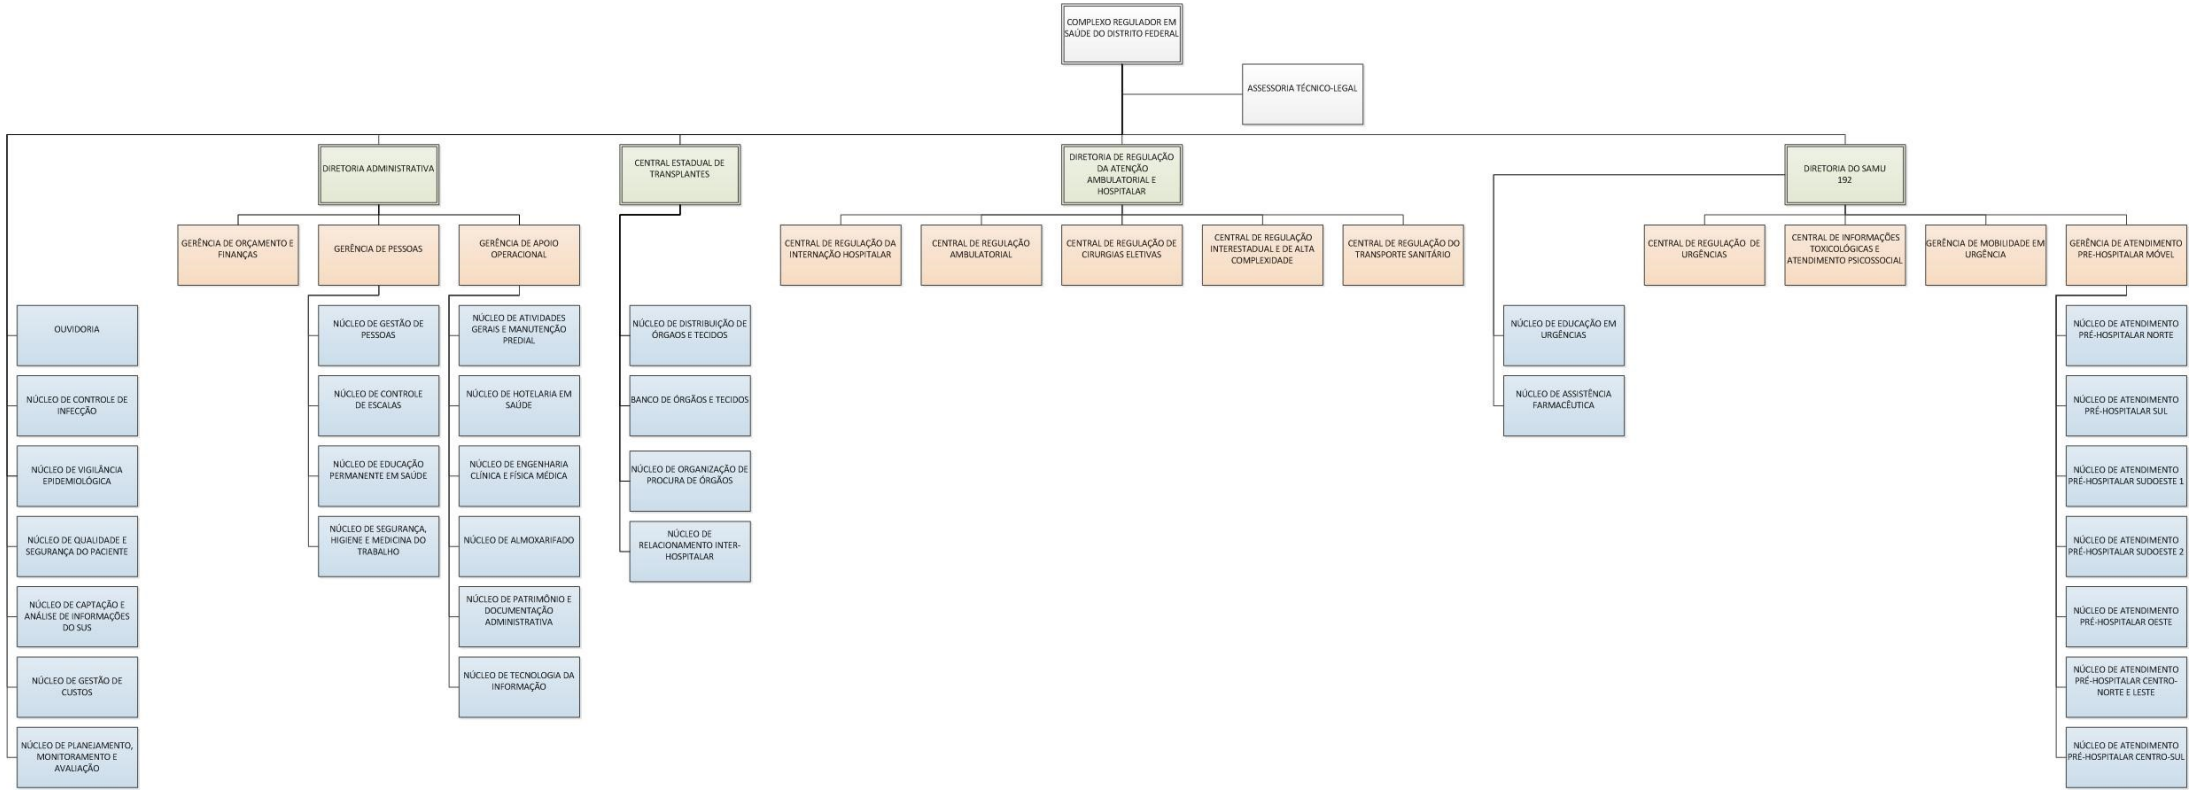 COMPLEXO REGULADOR EM
SAÚDE DO DISTRITO FEDERAL
ASSESSORIA TÉCNICO-LEGAL
DIRETORIA ADMINISTRATIVA
CENTRAL ESTADUAL DE
TRANSPLANTES
DIRETORIA DE REGULAÇÃO
DA ATENÇÃO
AMBULATORIAL E
HOSPITALAR
DIRETORIA DO SAMU
192
GERÊNCIA DE ORÇAMENTO E
FINANÇAS
GERÊNCIA DE PESSOAS
GERÊNCIA DE APOIO
OPERACIONAL
CENTRAL DE REGULAÇÃO DA
INTERNAÇÃO HOSPITALAR
CENTRAL DE REGULAÇÃO
AMBULATORIAL
CENTRAL DE REGULAÇÃO DE
CIRURGIAS ELETIVAS
CENTRAL DE REGULAÇÃO
INTERESTADUAL E DE ALTA
COMPLEXIDADE
CENTRAL DE REGULAÇÃO DO
TRANSPORTE SANITÁRIO
CENTRAL DE REGULAÇÃO DE
URGÊNCIAS
CENTRAL DE INFORMAÇÕES
TOXICOLÓGICAS E
ATENDIMENTO PSICOSSOCIAL
GERÊNCIA DE MOBILIDADE EM
URGÊNCIA
GERÊNCIA DE ATENDIMENTO
PRE-HOSPITALAR MÓVEL
OUVIDORIA
NÚCLEO DE CONTROLE DE
INFECÇÃO
NÚCLEO DE VIGILÂNCIA
EPIDEMIOLÓGICA
NÚCLEO DE QUALIDADE E
SEGURANÇA DO PACIENTE
NÚCLEO DE CAPTAÇÃO E
ANÁLISE DE INFORMAÇÕES
DO SUS
NÚCLEO DE GESTÃO DE
CUSTOS
NÚCLEO DE PLANEJAMENTO,
MONITORAMENTO E
AVALIAÇÃO
NÚCLEO DE GESTÃO DE
PESSOAS
NÚCLEO DE CONTROLE
DE ESCALAS
NÚCLEO DE EDUCAÇÃO
PERMANENTE EM SAÚDE
NÚCLEO DE SEGURANÇA,
HIGIENE E MEDICINA DO
TRABALHO
NÚCLEO DE ATIVIDADES
GERAIS E MANUTENÇÃO
PREDIAL
NÚCLEO DE HOTELARIA EM
SAÚDE
NÚCLEO DE ENGENHARIA
CLÍNICA E FÍSICA MÉDICA
NÚCLEO DE ALMOXARIFADO
NÚCLEO DE PATRIMÔNIO E
DOCUMENTAÇÃO
ADMINISTRATIVA
NÚCLEO DE TECNOLOGIA DA
INFORMAÇÃO
NÚCLEO DE DISTRIBUIÇÃO DE
ÓRGAOS E TECIDOS
BANCO DE ÓRGÃOS E TECIDOS
NÚCLEO DE ORGANIZAÇÃO DE
PROCURA DE ÓRGÃOS
NÚCLEO DE
RELACIONAMENTO INTER-
HOSPITALAR
NÚCLEO DE EDUCAÇÃO EM
URGÊNCIAS
NÚCLEO DE ASSISTÊNCIA
FARMACÊUTICA
NÚCLEO DE ATENDIMENTO
PRÉ-HOSPITALAR NORTE
NÚCLEO DE ATENDIMENTO
PRÉ-HOSPITALAR SUL
NÚCLEO DE ATENDIMENTO
PRÉ-HOSPITALAR SUDOESTE 1
NÚCLEO DE ATENDIMENTO
PRÉ-HOSPITALAR SUDOESTE 2
NÚCLEO DE ATENDIMENTO
PRÉ-HOSPITALAR OESTE
NÚCLEO DE ATENDIMENTO
PRÉ-HOSPITALAR CENTRO-
NORTE E LESTE
NÚCLEO DE ATENDIMENTO
PRÉ-HOSPITALAR CENTRO-SUL